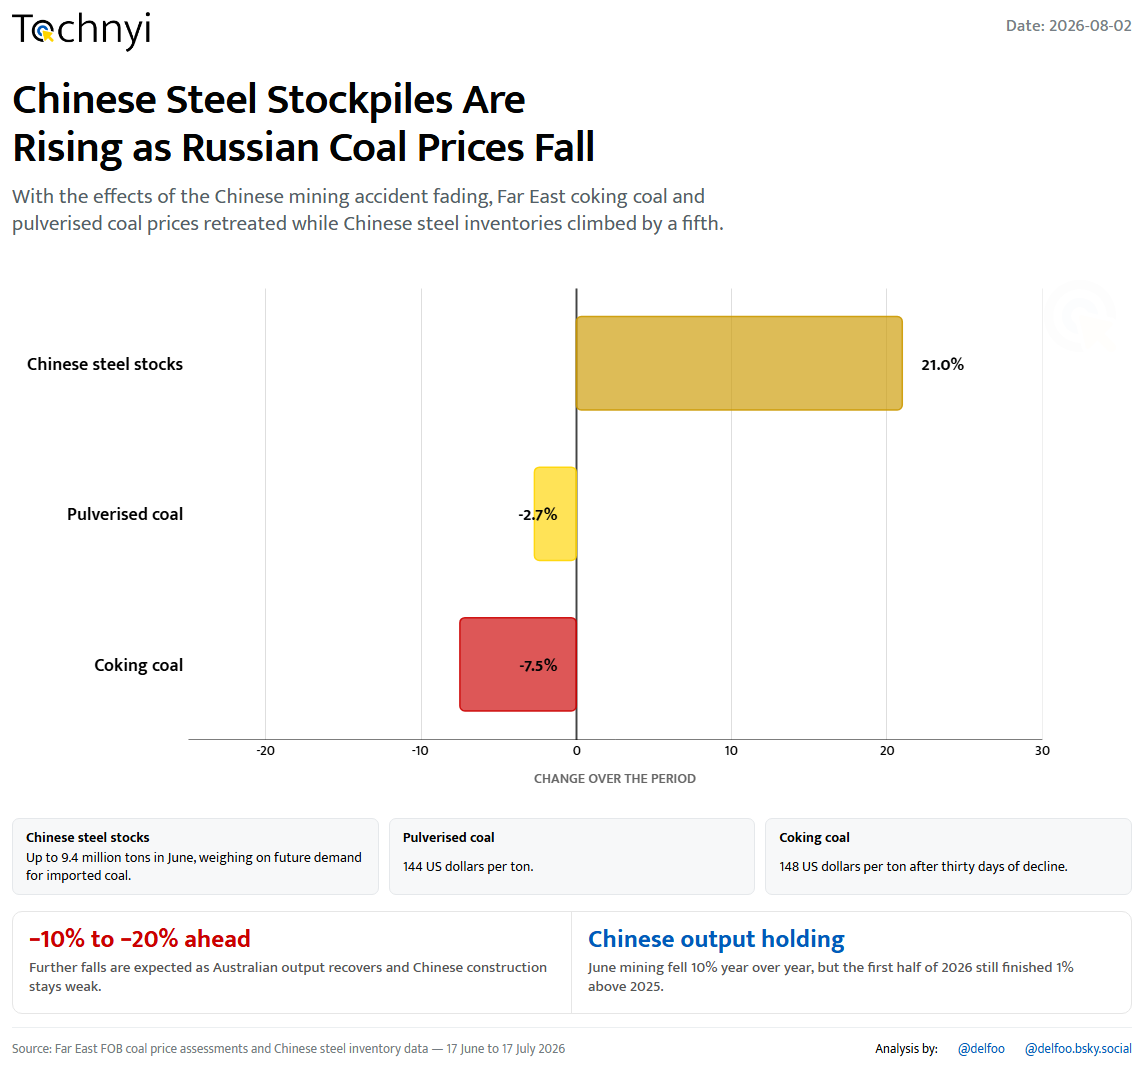 Technyi
Date: 2026-08-02
Chinese Steel Stockpiles Are
Rising as Russian Coal Prices Fall
With the effects of the Chinese mining accident fading, Far East coking coal and
pulverised coal prices retreated while Chinese steel inventories climbed by a fifth.
Chinese steel stocks
21.0%
Pulverised coal
-2.7%
Coking coal
-7.5%
-20
-10
0
10
20
30
CHANGE OVER THE PERIOD
Chinese steel stocks
Up to 9.4 million tons in June, weighing on future demand
for imported coal.
Pulverised coal
144 US dollars per ton.
Coking coal
148 US dollars per ton after thirty days of decline.
−10% to −20% ahead
Further falls are expected as Australian output recovers and Chinese construction
stays weak.
Chinese output holding
June mining fell 10% year over year, but the first half of 2026 still finished 1%
above 2025.
Source: Far East FOB coal price assessments and Chinese steel inventory data — 17 June to 17 July 2026
Analysis by: @delfoo @delfoo.bsky.social